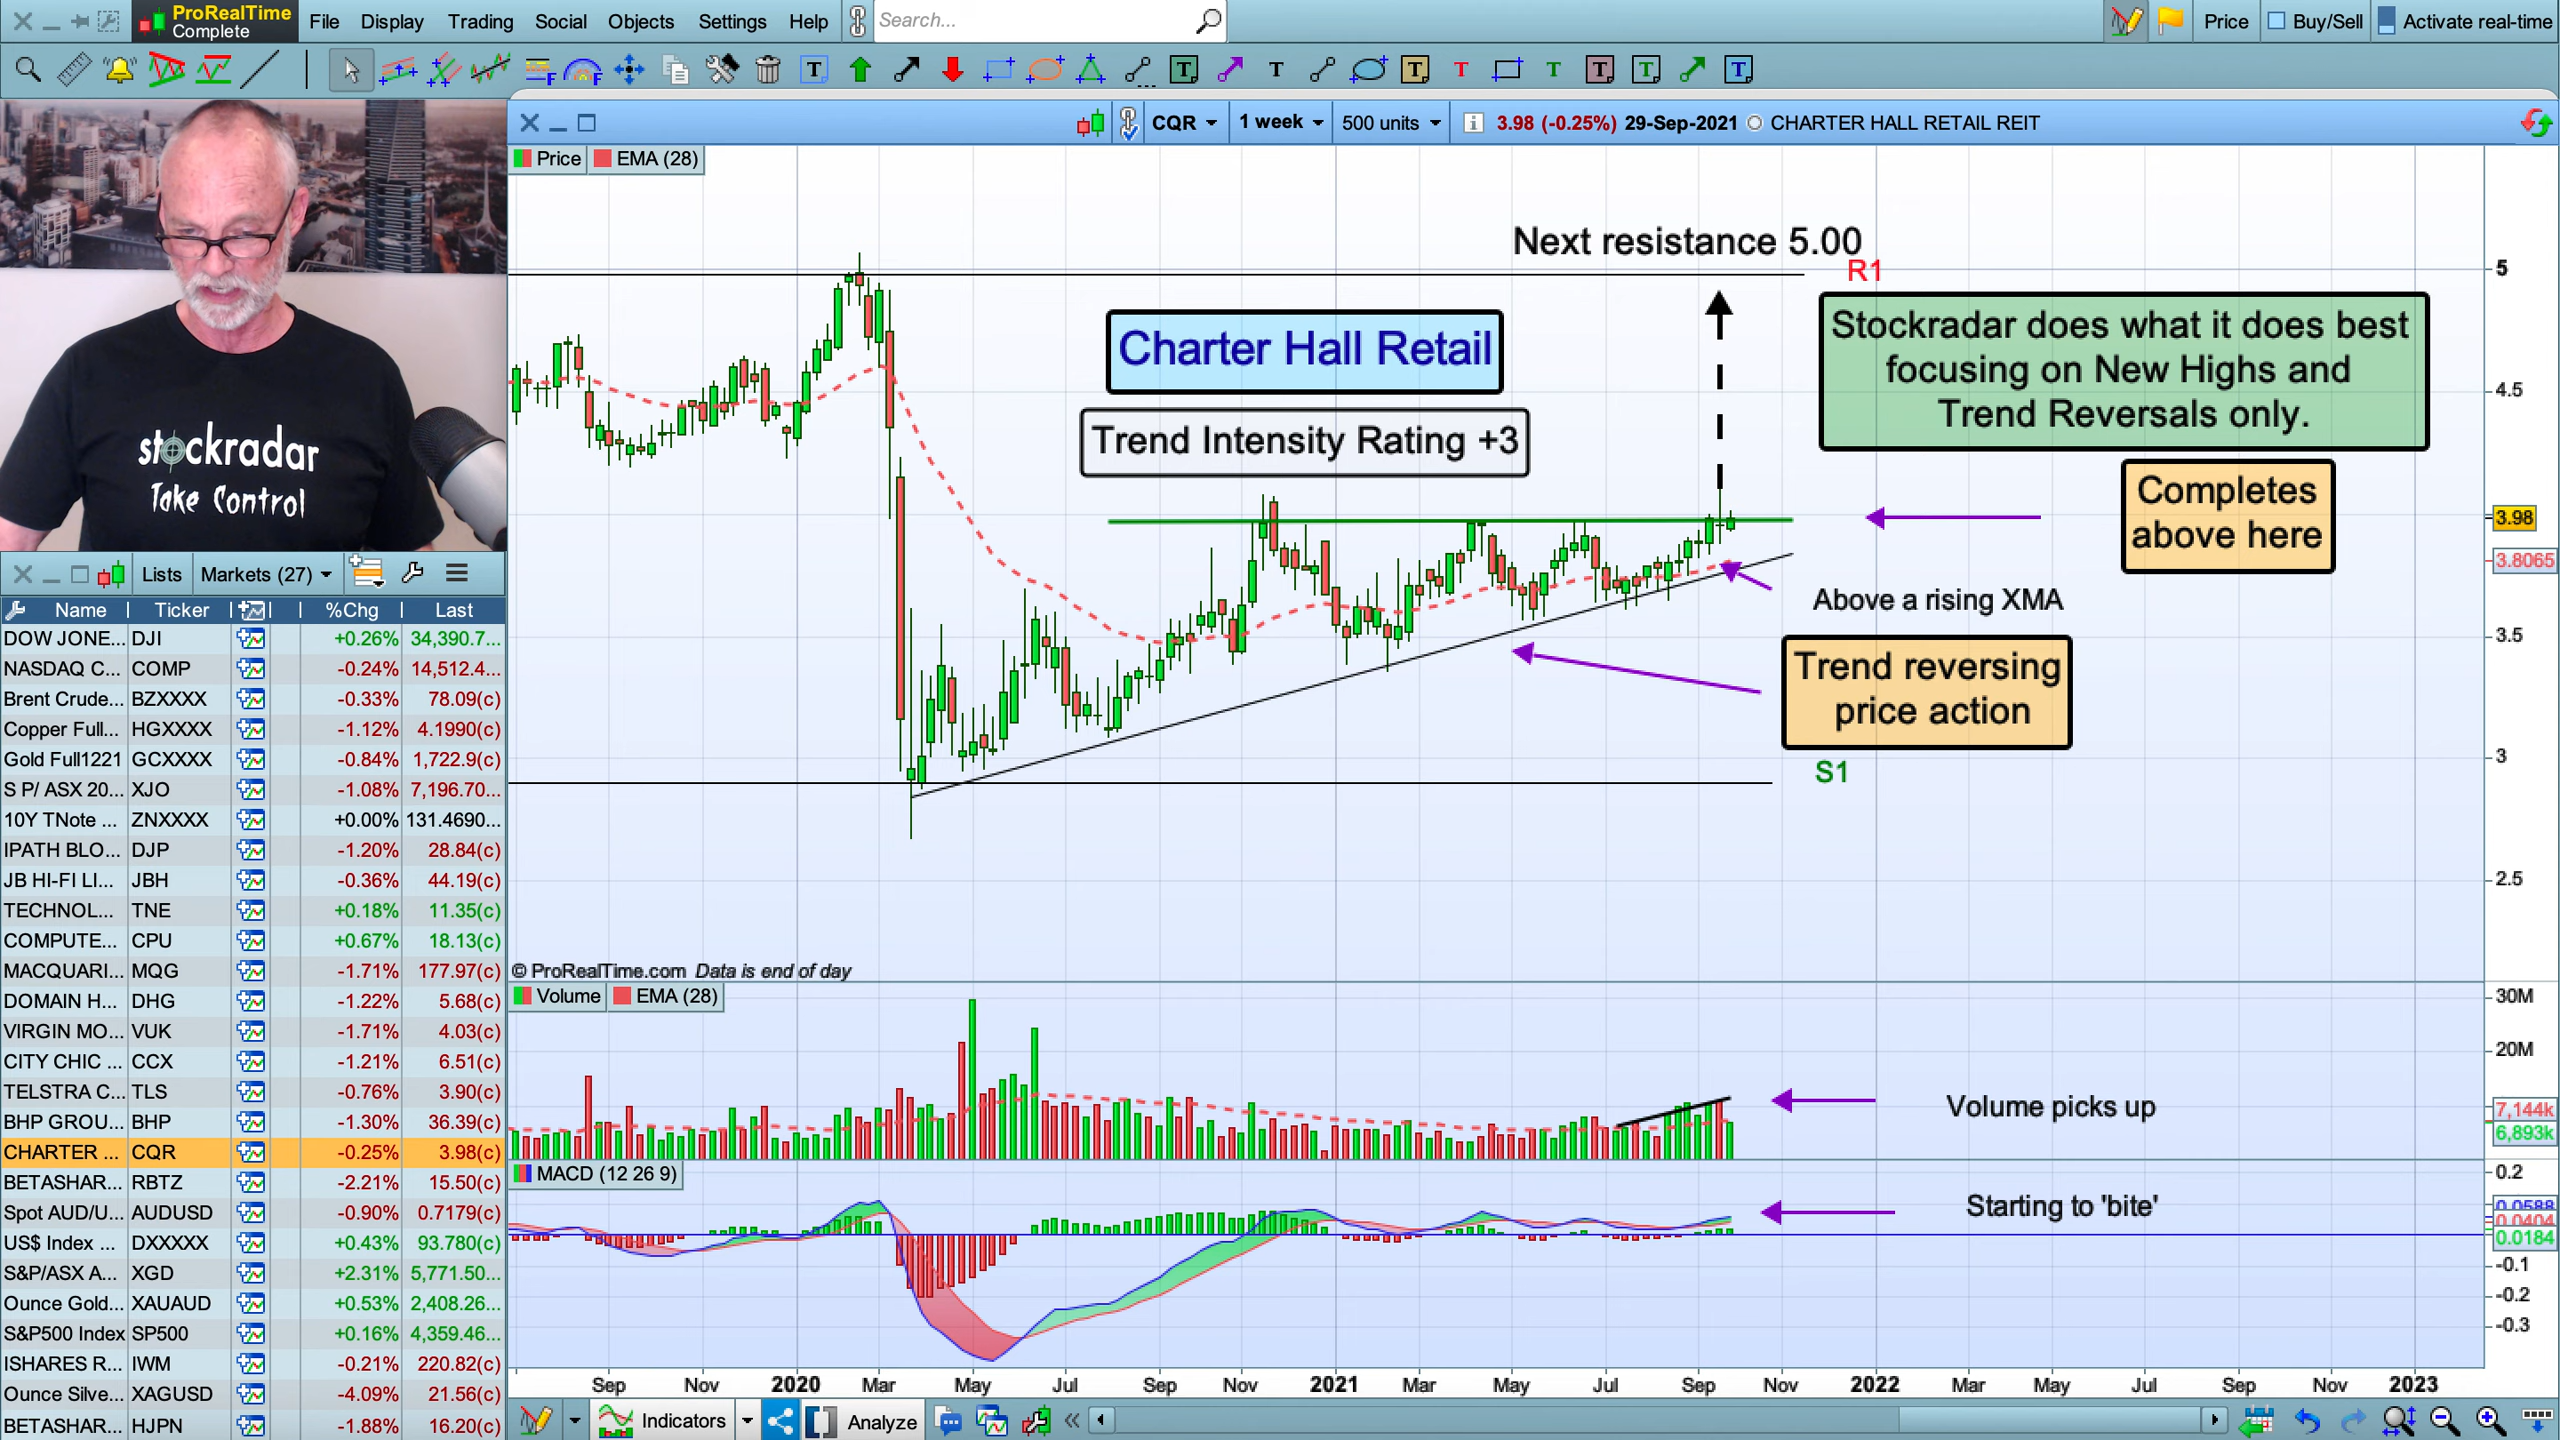 ProRealTime
Complete
File Display Trading Social Objects Settings Help
Search...
Price Buy/Sell Activate real-time
CQR 1 week 500 units 3.98 (-0.25%) 29-Sep-2021 CHARTER HALL RETAIL REIT
Price EMA (28)
Next resistance 5.00
R1
Charter Hall Retail
Trend Intensity Rating +3
Stockradar does what it does best
focusing on New Highs and
Trend Reversals only.
Completes
above here
Above a rising XMA
Trend reversing
price action
S1
5
4.5
3.98
3.8065
3.5
3
2.5
© ProRealTime.com Data is end of day
Volume EMA (28)
Volume picks up
30M
20M
7,144k
6,893k
MACD (12 26 9)
Starting to 'bite'
0.2
0.0588
0.0404
0.0184
-0.1
-0.2
-0.3
Sep Nov 2020 Mar May Jul Sep Nov 2021 Mar May Jul Sep Nov 2022 Mar May Jul Sep Nov 2023
Indicators Analyze
stockradar
Take Control
Lists Markets (27)
Name Ticker %Chg Last
DOW JONE... DJI +0.26% 34,390.7...
NASDAQ C... COMP -0.24% 14,512.4...
Brent Crude... BZXXXX -0.33% 78.09(c)
Copper Full... HGXXXX -1.12% 4.1990(c)
Gold Full1221 GCXXXX -0.84% 1,722.9(c)
S P/ ASX 20... XJO -1.08% 7,196.70...
10Y TNote ... ZNXXXX +0.00% 131.4690...
IPATH BLO... DJP -1.20% 28.84(c)
JB HI-FI LI... JBH -0.36% 44.19(c)
TECHNOL... TNE +0.18% 11.35(c)
COMPUTE... CPU +0.67% 18.13(c)
MACQUARI... MQG -1.71% 177.97(c)
DOMAIN H... DHG -1.22% 5.68(c)
VIRGIN MO... VUK -1.71% 4.03(c)
CITY CHIC ... CCX -1.21% 6.51(c)
TELSTRA C... TLS -0.76% 3.90(c)
BHP GROU... BHP -1.30% 36.39(c)
CHARTER ... CQR -0.25% 3.98(c)
BETASHAR... RBTZ -2.21% 15.50(c)
Spot AUD/U... AUDUSD -0.90% 0.7179(c)
US$ Index ... DXXXXX +0.43% 93.780(c)
S&P/ASX A... XGD +2.31% 5,771.50...
Ounce Gold... XAUAUD +0.53% 2,408.26...
S&P500 Index SP500 +0.16% 4,359.46...
ISHARES R... IWM -0.21% 220.82(c)
Ounce Silve... XAGUSD -4.09% 21.56(c)
BETASHAR... HJPN -1.88% 16.20(c)